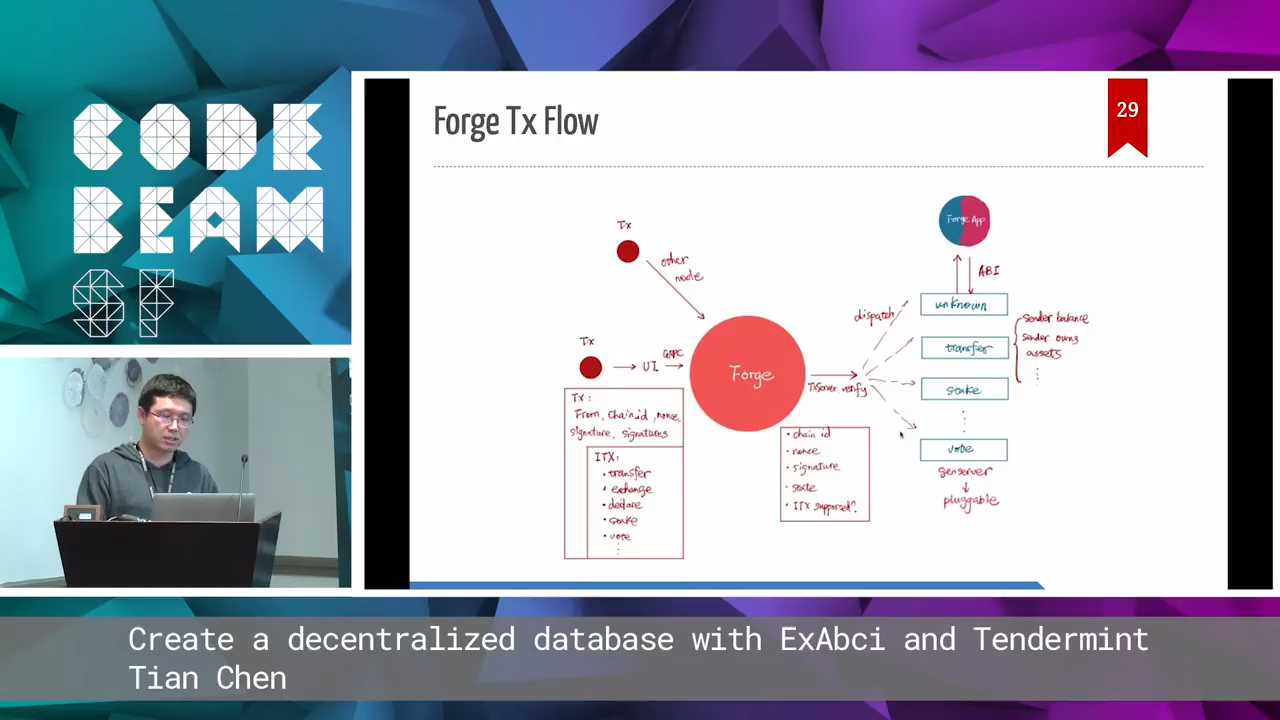 CODE
BEAM
SF
Forge Tx Flow
29
Tx
other
node
Forge App
ABI
dispatch
unknown
transfer
stake
vote
sender balance
sender owns
assets
Tx
UI
GRPC
Forge
TxServer verify
Tx:
From, chain id, nonce,
signature, signatures
ITX:
• transfer
• exchange
• declare
• stake
• vote
• chain id
• nonce
• signature
• state
• ITX supported?
genserver
pluggable
Create a decentralized database with ExAbci and Tendermint
Tian Chen